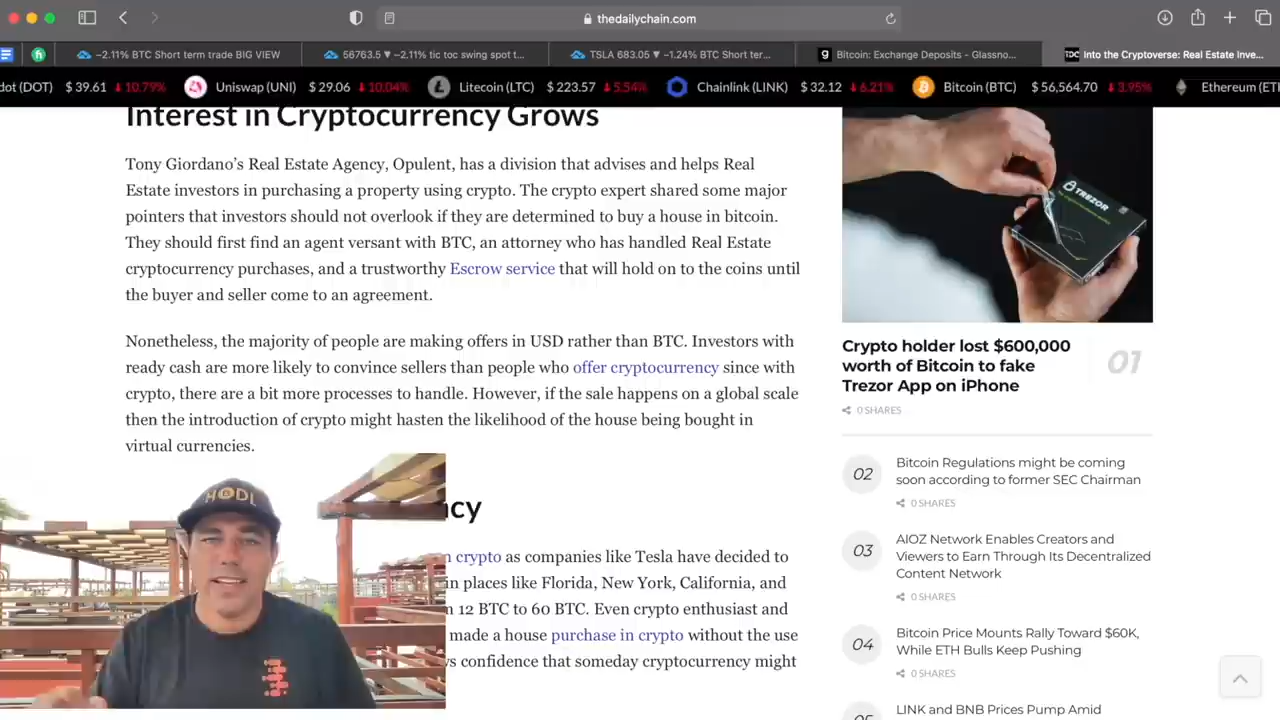 thedailychain.com
−2.11% BTC Short term trade BIG VIEW
56763.5 ▼ −2.11% tic toc swing spot t...
TSLA 683.05 ▼ −1.24% BTC Short ter...
Bitcoin: Exchange Deposits - Glassno...
Into the Cryptoverse: Real Estate Inve...
dot (DOT) $ 39.61 ↓10.79% Uniswap (UNI) $ 29.06 ↓10.04% Litecoin (LTC) $ 223.57 ↓5.54% Chainlink (LINK) $ 32.12 ↓6.21% Bitcoin (BTC) $ 56,564.70 ↓3.95% Ethereum (ETH
Interest in Cryptocurrency Grows
Tony Giordano’s Real Estate Agency, Opulent, has a division that advises and helps Real
Estate investors in purchasing a property using crypto. The crypto expert shared some major
pointers that investors should not overlook if they are determined to buy a house in bitcoin.
They should first find an agent versant with BTC, an attorney who has handled Real Estate
cryptocurrency purchases, and a trustworthy Escrow service that will hold on to the coins until
the buyer and seller come to an agreement.
Nonetheless, the majority of people are making offers in USD rather than BTC. Investors with
ready cash are more likely to convince sellers than people who offer cryptocurrency since with
crypto, there are a bit more processes to handle. However, if the sale happens on a global scale
then the introduction of crypto might hasten the likelihood of the house being bought in
virtual currencies.
ncy
n crypto as companies like Tesla have decided to
in places like Florida, New York, California, and
n 12 BTC to 60 BTC. Even crypto enthusiast and
made a house purchase in crypto without the use
vs confidence that someday cryptocurrency might
HODL
TREZOR
Crypto holder lost $600,000
worth of Bitcoin to fake
Trezor App on iPhone
01
0 SHARES
02
Bitcoin Regulations might be coming
soon according to former SEC Chairman
0 SHARES
03
AIOZ Network Enables Creators and
Viewers to Earn Through Its Decentralized
Content Network
0 SHARES
04
Bitcoin Price Mounts Rally Toward $60K,
While ETH Bulls Keep Pushing
0 SHARES
05
LINK and BNB Prices Pump Amid